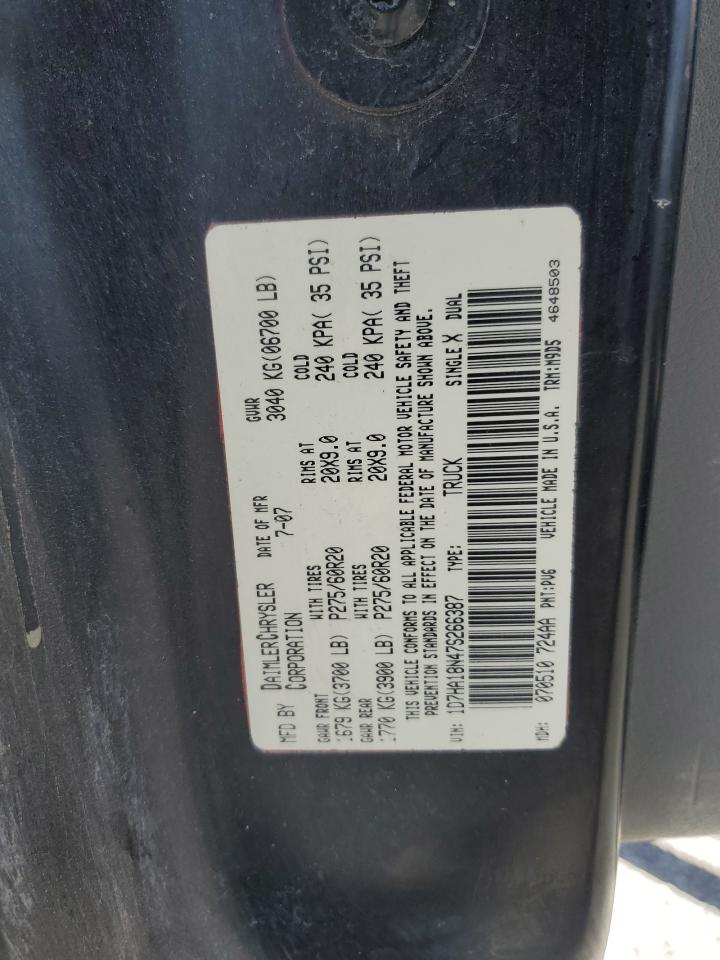 MFD BY DAIMLERCHRYSLER CORPORATION DATE OF MFR 7-07 GVWR 3040 KG(06700 LB)
GAWR FRONT WITH TIRES RIMS AT COLD
1679 KG(3700 LB) P275/60R20 20X9.0 240 KPA( 35 PSI)
GAWR REAR WITH TIRES RIMS AT COLD
1770 KG(3900 LB) P275/60R20 20X9.0 240 KPA( 35 PSI)
THIS VEHICLE CONFORMS TO ALL APPLICABLE FEDERAL MOTOR VEHICLE SAFETY AND THEFT
PREVENTION STANDARDS IN EFFECT ON THE DATE OF MANUFACTURE SHOWN ABOVE.
VIN: 1D7HA18N47S266387 TYPE: TRUCK SINGLE X DUAL
MDH: 070510 724AA PNT:PV6 VEHICLE MADE IN U.S.A. TRM:M9D5
4648503